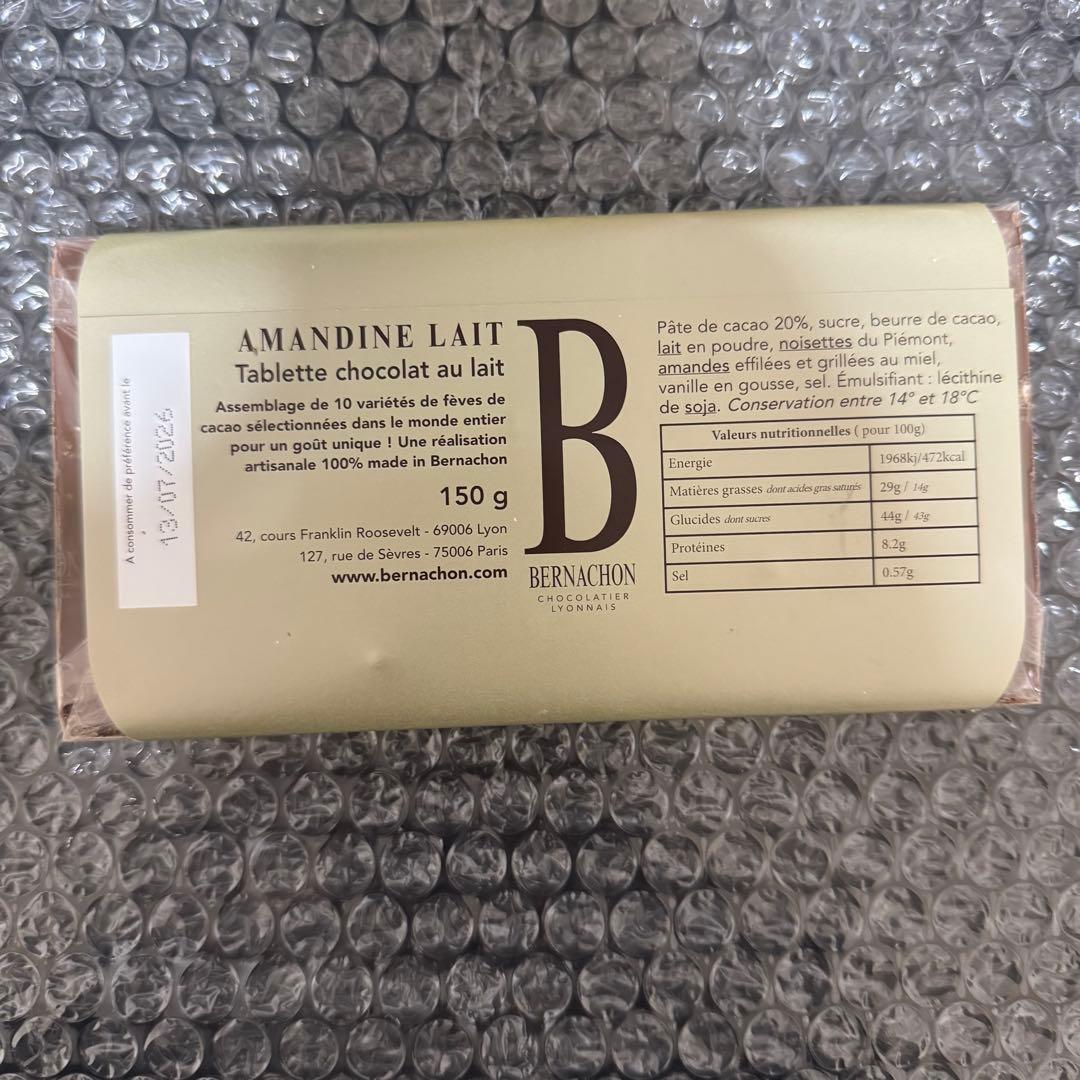 À consommer de préférence avant le
13/07/2026
AMANDINE LAIT
Tablette chocolat au lait
Assemblage de 10 variétés de fèves de
cacao sélectionnées dans le monde entier
pour un goût unique ! Une réalisation
artisanale 100% made in Bernachon
150 g
42, cours Franklin Roosevelt - 69006 Lyon
127, rue de Sèvres - 75006 Paris
www.bernachon.com
B
BERNACHON
CHOCOLATIER
LYONNAIS
Pâte de cacao 20%, sucre, beurre de cacao,
lait en poudre, noisettes du Piémont,
amandes effilées et grillées au miel,
vanille en gousse, sel. Émulsifiant : lécithine
de soja. Conservation entre 14° et 18°C
Valeurs nutritionnelles ( pour 100g)
Energie 1968kj/472kcal
Matières grasses dont acides gras saturés 29g / 14g
Glucides dont sucres 44g / 43g
Protéines 8.2g
Sel 0.57g